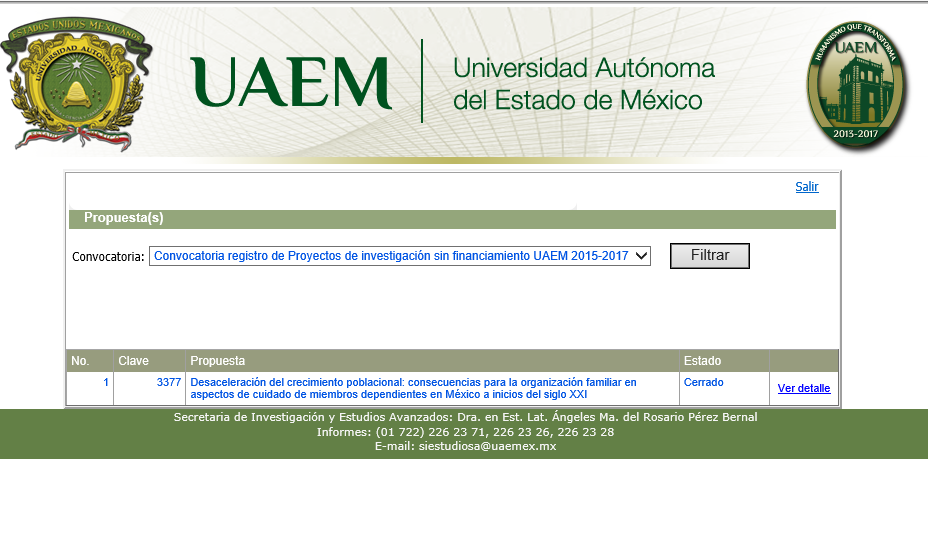 ESTADOS UNIDOS MEXICANOS
UNIVERSIDAD AUTÓNOMA
UAEM
Universidad Autónoma
del Estado de México
HUMANISMO QUE TRANSFORMA
UAEM
2013-2017
Salir
Propuesta(s)
Convocatoria: Convocatoria registro de Proyectos de investigación sin financiamiento UAEM 2015-2017 Filtrar
No. Clave Propuesta Estado
1 3377 Desaceleración del crecimiento poblacional: consecuencias para la organización familiar en Cerrado Ver detalle
aspectos de cuidado de miembros dependientes en México a inicios del siglo XXI
Secretaria de Investigación y Estudios Avanzados: Dra. en Est. Lat. Ángeles Ma. del Rosario Pérez Bernal
Informes: (01 722) 226 23 71, 226 23 26, 226 23 28
E-mail: siestudiosa@uaemex.mx